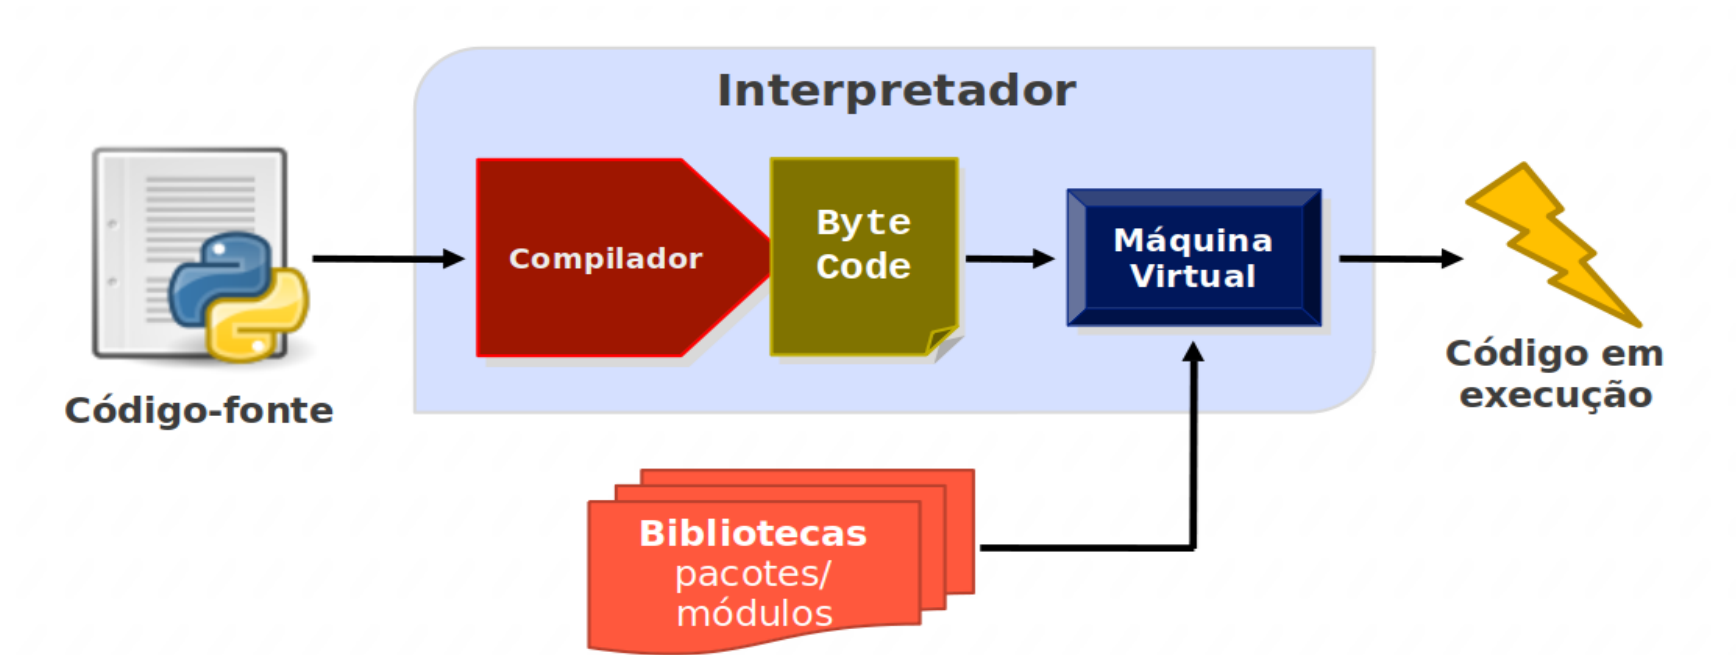 Interpretador
Compilador
Byte
Code
Máquina
Virtual
Código-fonte
Código em
execução
Bibliotecas
pacotes/
módulos